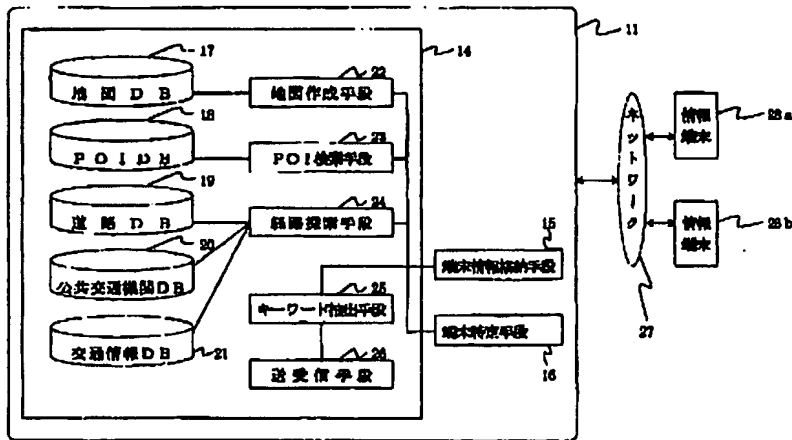 11
14
17
地図DB
18
POIDB
19
道路DB
20
公共交通機関DB
交通情報DB
21
22
地図作成手段
23
POI検索手段
24
経路探索手段
25
キーワード抽出手段
26
送受信手段
15
端末情報格納手段
端末特定手段
16
ネットワーク
27
情報端末
28a
情報端末
28b